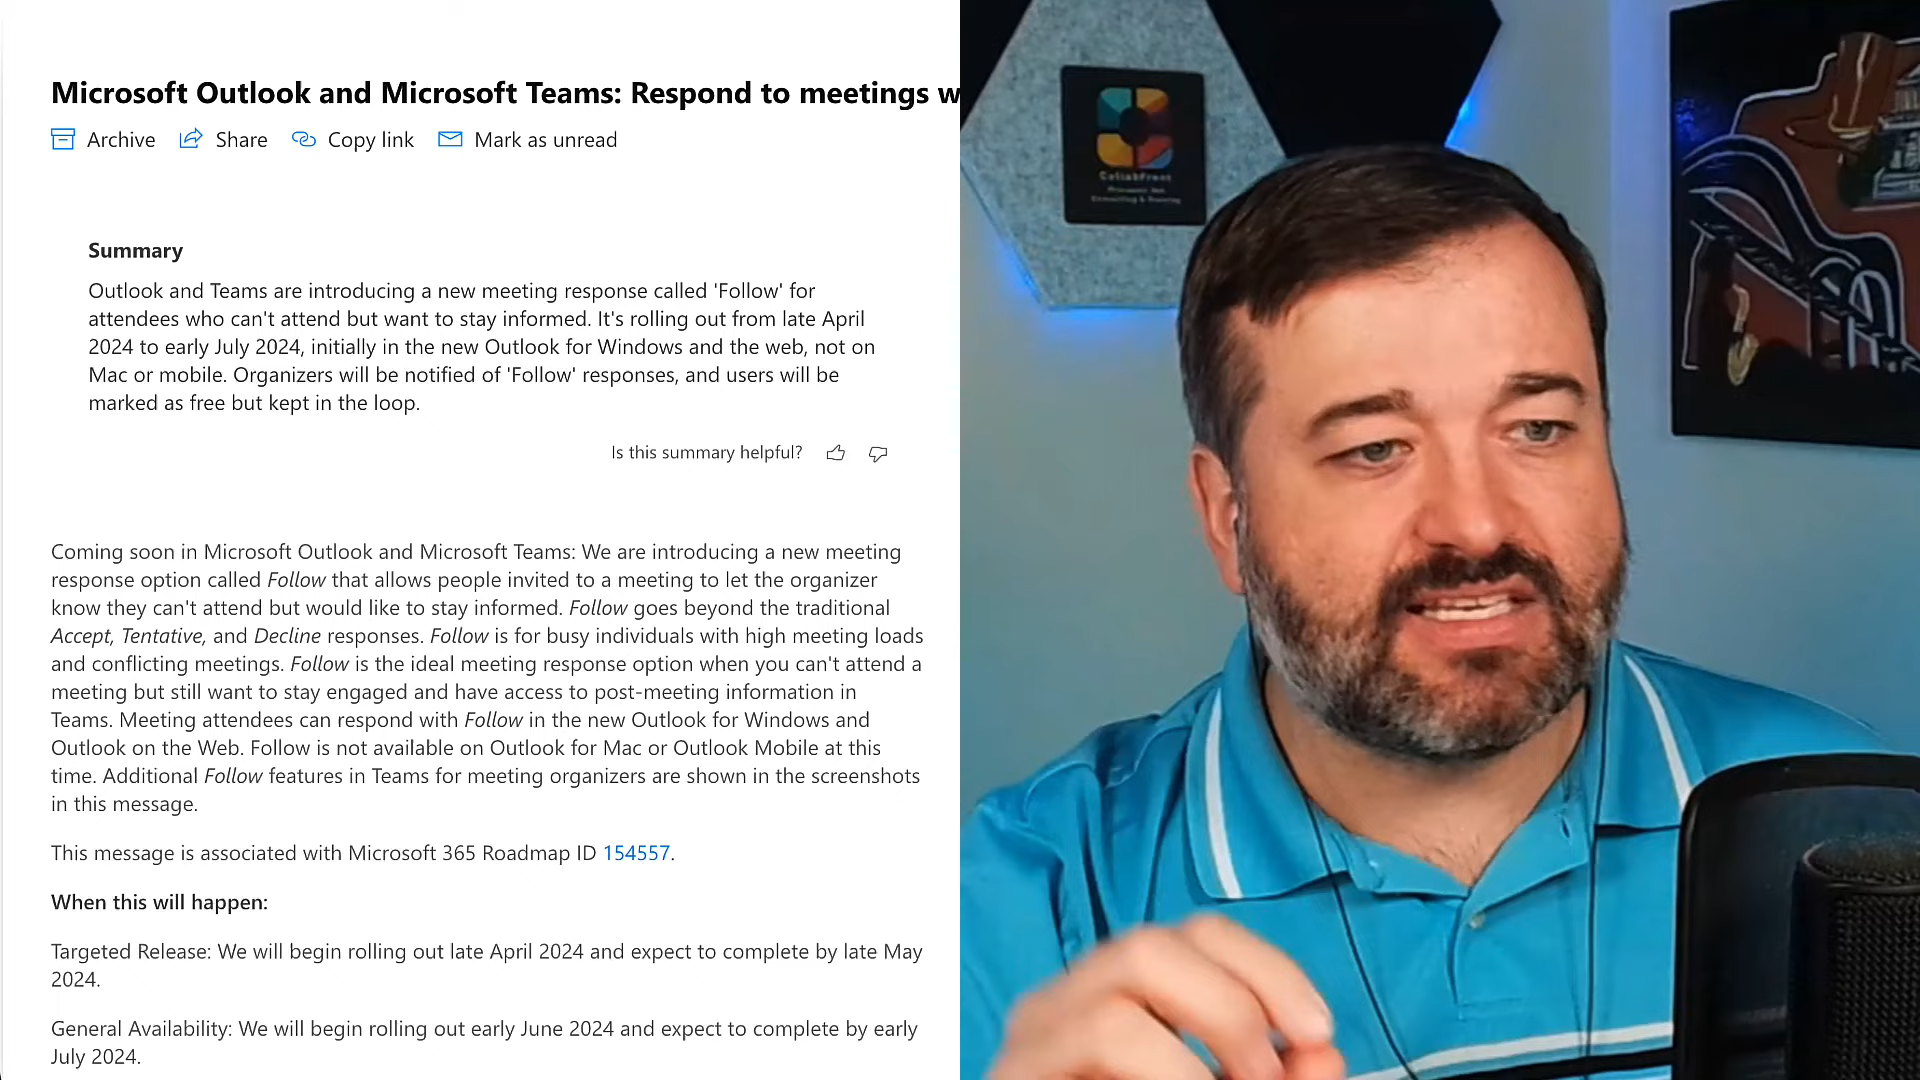 Microsoft Outlook and Microsoft Teams: Respond to meetings w
Archive Share Copy link Mark as unread
Summary
Outlook and Teams are introducing a new meeting response called 'Follow' for
attendees who can't attend but want to stay informed. It's rolling out from late April
2024 to early July 2024, initially in the new Outlook for Windows and the web, not on
Mac or mobile. Organizers will be notified of 'Follow' responses, and users will be
marked as free but kept in the loop.
Is this summary helpful?
Coming soon in Microsoft Outlook and Microsoft Teams: We are introducing a new meeting
response option called Follow that allows people invited to a meeting to let the organizer
know they can't attend but would like to stay informed. Follow goes beyond the traditional
Accept, Tentative, and Decline responses. Follow is for busy individuals with high meeting loads
and conflicting meetings. Follow is the ideal meeting response option when you can't attend a
meeting but still want to stay engaged and have access to post-meeting information in
Teams. Meeting attendees can respond with Follow in the new Outlook for Windows and
Outlook on the Web. Follow is not available on Outlook for Mac or Outlook Mobile at this
time. Additional Follow features in Teams for meeting organizers are shown in the screenshots
in this message.
This message is associated with Microsoft 365 Roadmap ID 154557.
When this will happen:
Targeted Release: We will begin rolling out late April 2024 and expect to complete by late May
2024.
General Availability: We will begin rolling out early June 2024 and expect to complete by early
July 2024.
Consulting & Training